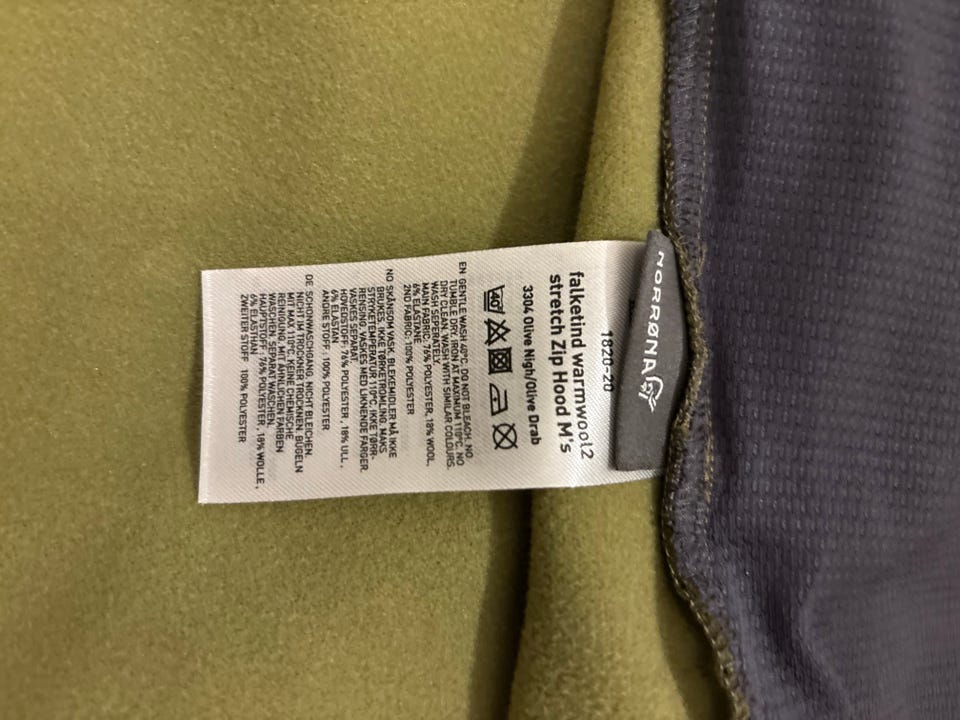 NORRØNA
1820-20
falketind warmwool2
stretch Zip Hood M's
3304 Olive Nigh/Olive Drab
40°
EN GENTLE WASH 40°C. DO NOT BLEACH. NO
TUMBLE DRY. IRON AT MAXIMUM 110°C. NO
DRY CLEAN. WASH WITH SIMILAR COLOURS.
WASH SEPERATELY.
MAIN FABRIC: 76% POLYESTER, 18% WOOL,
6% ELASTANE
2ND FABRIC: 100% POLYESTER
NO SKÅNSOM VASK. BLEKEMIDLER MÅ IKKE
BRUKES. IKKE TØRKETROMLING. MAKS
STRYKETEMPERATUR 110°C. IKKE TØRR-
RENSING. VASKES MED LIKNENDE FARGER.
VASKES SEPARAT.
HOVEDSTOFF: 76% POLYESTER, 18% ULL,
6% ELASTAN
ANDRE STOFF: 100% POLYESTER
DE SCHONWASCHGANG. NICHT BLEICHEN.
NICHT IM TROCKNER TROCKNEN. BÜGELN
MIT MAX 110°C. KEINE CHEMISCHE
REINIGUNG. MIT ÄHNLICHEN FARBEN
WASCHEN. SEPARAT WASCHEN.
HAUPTSTOFF: 76% POLYESTER, 18% WOLLE,
6% ELASTHAN
ZWEITER STOFF 100% POLYESTER